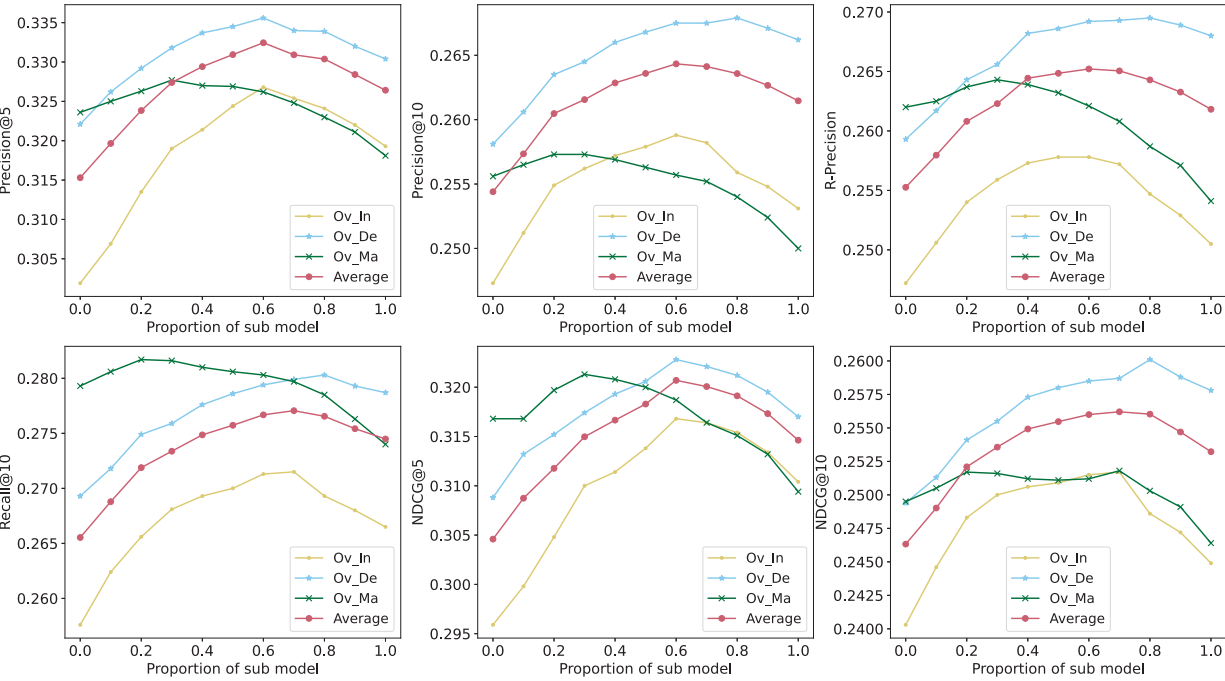 Precision@5
0.335
0.330
0.325
0.320
0.315
0.310
0.305
Ov_In
Ov_De
Ov_Ma
Average
0.0 0.2 0.4 0.6 0.8 1.0
Proportion of sub model
Precision@10
0.265
0.260
0.255
0.250
Ov_In
Ov_De
Ov_Ma
Average
0.0 0.2 0.4 0.6 0.8 1.0
Proportion of sub model
R-Precision
0.270
0.265
0.260
0.255
0.250
Ov_In
Ov_De
Ov_Ma
Average
0.0 0.2 0.4 0.6 0.8 1.0
Proportion of sub model
Recall@10
0.280
0.275
0.270
0.265
0.260
Ov_In
Ov_De
Ov_Ma
Average
0.0 0.2 0.4 0.6 0.8 1.0
Proportion of sub model
NDCG@5
0.320
0.315
0.310
0.305
0.300
0.295
Ov_In
Ov_De
Ov_Ma
Average
0.0 0.2 0.4 0.6 0.8 1.0
Proportion of sub model
NDCG@10
0.2600
0.2575
0.2550
0.2525
0.2500
0.2475
0.2450
0.2425
0.2400
Ov_In
Ov_De
Ov_Ma
Average
0.0 0.2 0.4 0.6 0.8 1.0
Proportion of sub model